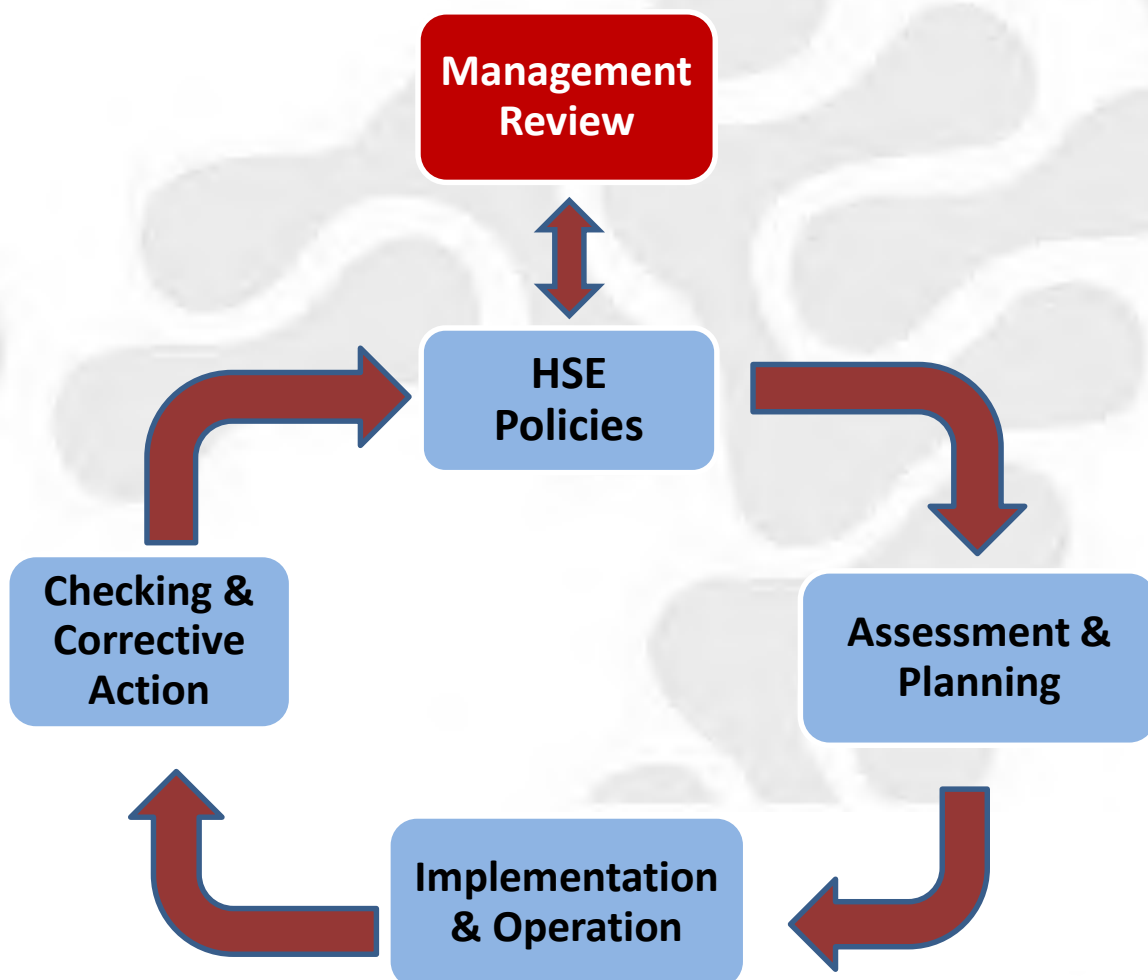 Management
Review
HSE
Policies
Checking &
Corrective
Action
Assessment &
Planning
Implementation
& Operation